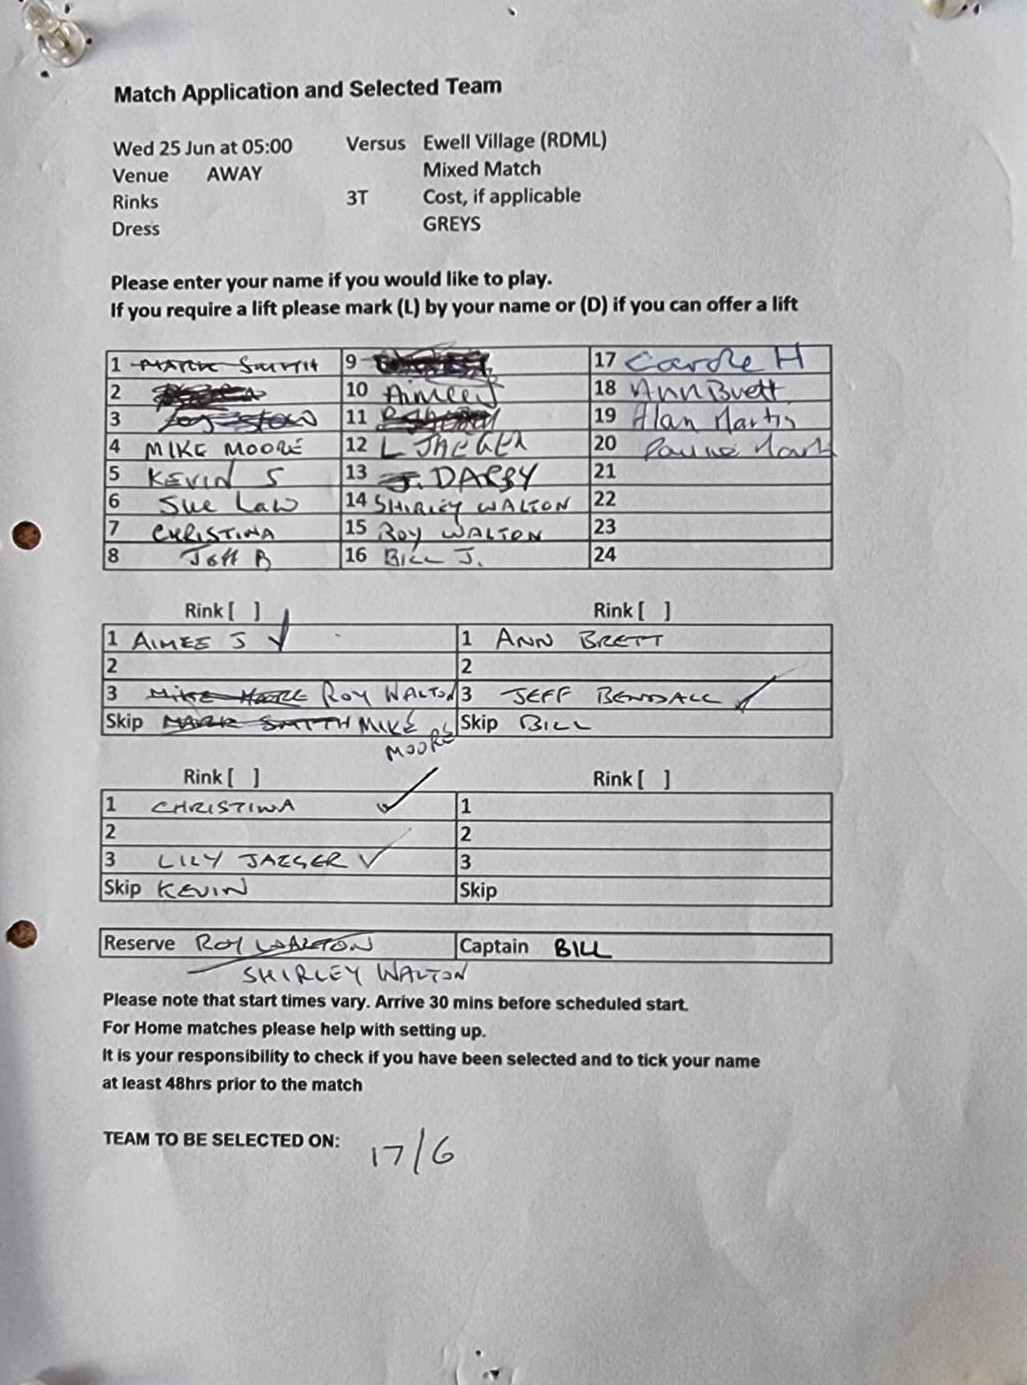 Match Application and Selected Team
Wed 25 Jun at 05:00 Versus Ewell Village (RDML)
Venue AWAY Mixed Match
Rinks 3T Cost, if applicable
Dress GREYS
Please enter your name if you would like to play.
If you require a lift please mark (L) by your name or (D) if you can offer a lift
1 MARK SMITH 9 17 Carole H
2 10 Aimee J 18 Ann Brett
3 11 19 Alan Martin
4 MIKE MOORE 12 L JAEGER 20
5 KEVIN S 13 J. DARBY 21
6 Sue Law 14 SHIRLEY WALTON 22
7 CHRISTINA 15 ROY WALTON 23
8 Jeff B 16 BILL J. 24
Rink [ ] Rink [ ]
1 AIMEE J 1 ANN BRETT
2 2
3 MIKE MOORE ROY WALTON 3 JEFF BENDALL
Skip MARK SMITH MIKE MOORE Skip BILL
Rink [ ] Rink [ ]
1 CHRISTINA 1
2 2
3 LILY JAEGER 3
Skip KEVIN Skip
Reserve ROY WALTON Captain BILL
SHIRLEY WALTON
Please note that start times vary. Arrive 30 mins before scheduled start.
For Home matches please help with setting up.
It is your responsibility to check if you have been selected and to tick your name
at least 48hrs prior to the match
TEAM TO BE SELECTED ON: 17/6